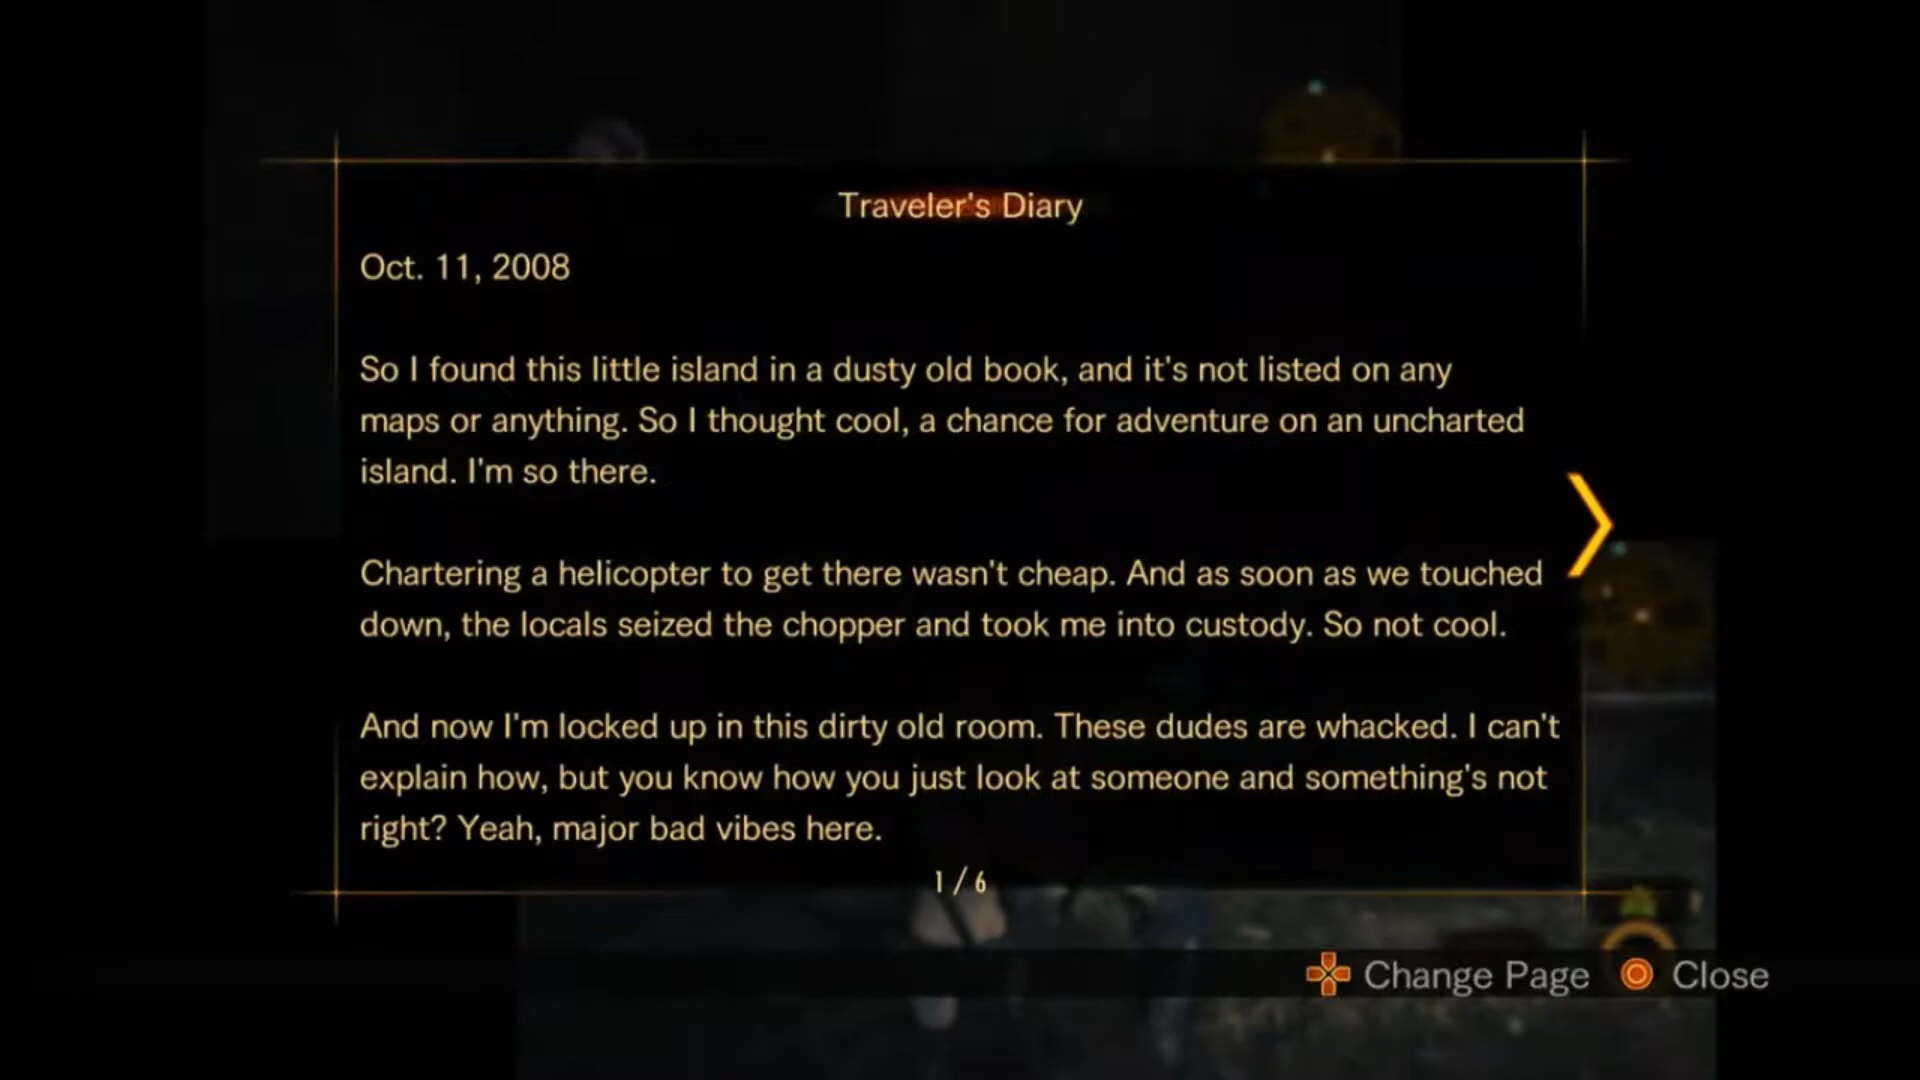 Traveler's Diary
Oct. 11, 2008
So I found this little island in a dusty old book, and it's not listed on any
maps or anything. So I thought cool, a chance for adventure on an uncharted
island. I'm so there.
Chartering a helicopter to get there wasn't cheap. And as soon as we touched
down, the locals seized the chopper and took me into custody. So not cool.
And now I'm locked up in this dirty old room. These dudes are whacked. I can't
explain how, but you know how you just look at someone and something's not
right? Yeah, major bad vibes here.
1 / 6
Change Page Close